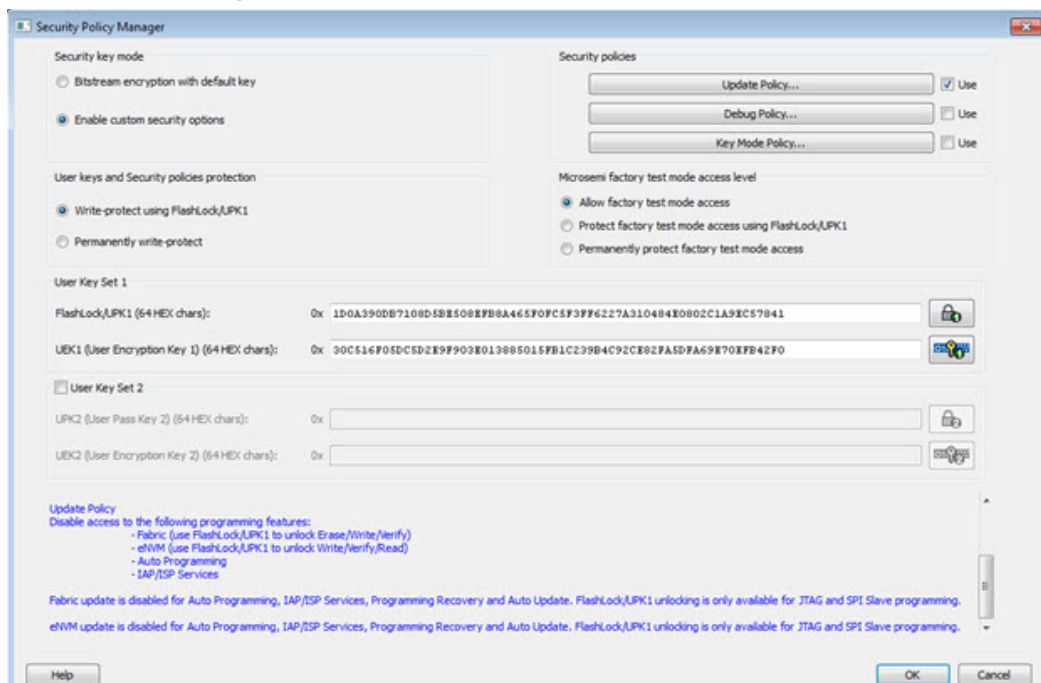 Security Policy Manager
Security key mode
Bitstream encryption with default key
Enable custom security options
Security policies
Update Policy...
Use
Debug Policy...
Use
Key Mode Policy...
Use
User keys and Security policies protection
Write-protect using FlashLock/UPK1
Permanently write-protect
Microsemi factory test mode access level
Allow factory test mode access
Protect factory test mode access using FlashLock/UPK1
Permanently protect factory test mode access
User Key Set 1
FlashLock/UPK1 (64 HEX chars): 0x 1D0A390DB7108D5BE508EFB8A465F0FC5F3FF6227A310484E0802C1A9EC57841
UEK1 (User Encryption Key 1) (64 HEX chars): 0x 30C516F05DC5D2E9F903E013885015FB1C239B4C92CE82FA5DFA69E70EFB42F0
User Key Set 2
UPK2 (User Pass Key 2) (64 HEX chars): 0x
UEK2 (User Encryption Key 2) (64 HEX chars): 0x
Update Policy
Disable access to the following programming features:
- Fabric (use FlashLock/UPK1 to unlock Erase/Write/Verify)
- eNVM (use FlashLock/UPK1 to unlock Write/Verify/Read)
- Auto Programming
- IAP/ISP Services
Fabric update is disabled for Auto Programming, IAP/ISP Services, Programming Recovery and Auto Update. FlashLock/UPK1 unlocking is only available for JTAG and SPI Slave programming.
eNVM update is disabled for Auto Programming, IAP/ISP Services, Programming Recovery and Auto Update. FlashLock/UPK1 unlocking is only available for JTAG and SPI Slave programming.
Help
OK
Cancel